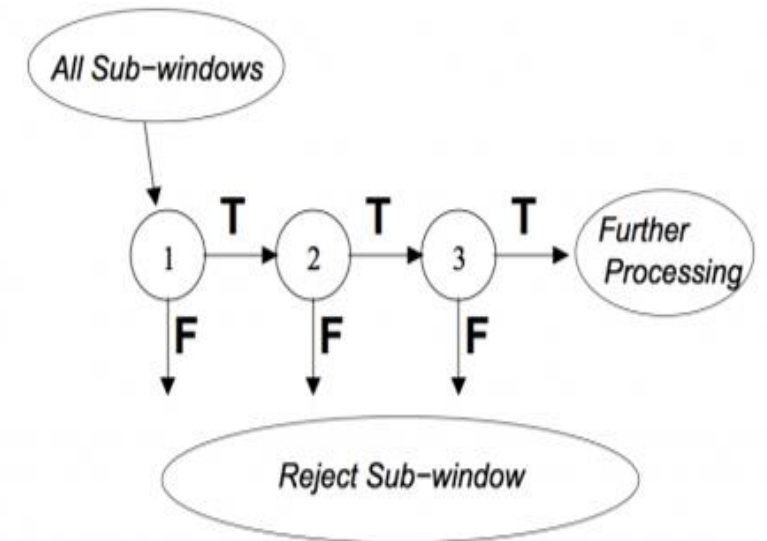 All Sub-windows
T
T
T
1
2
3
Further
Processing
F
F
F
Reject Sub-window